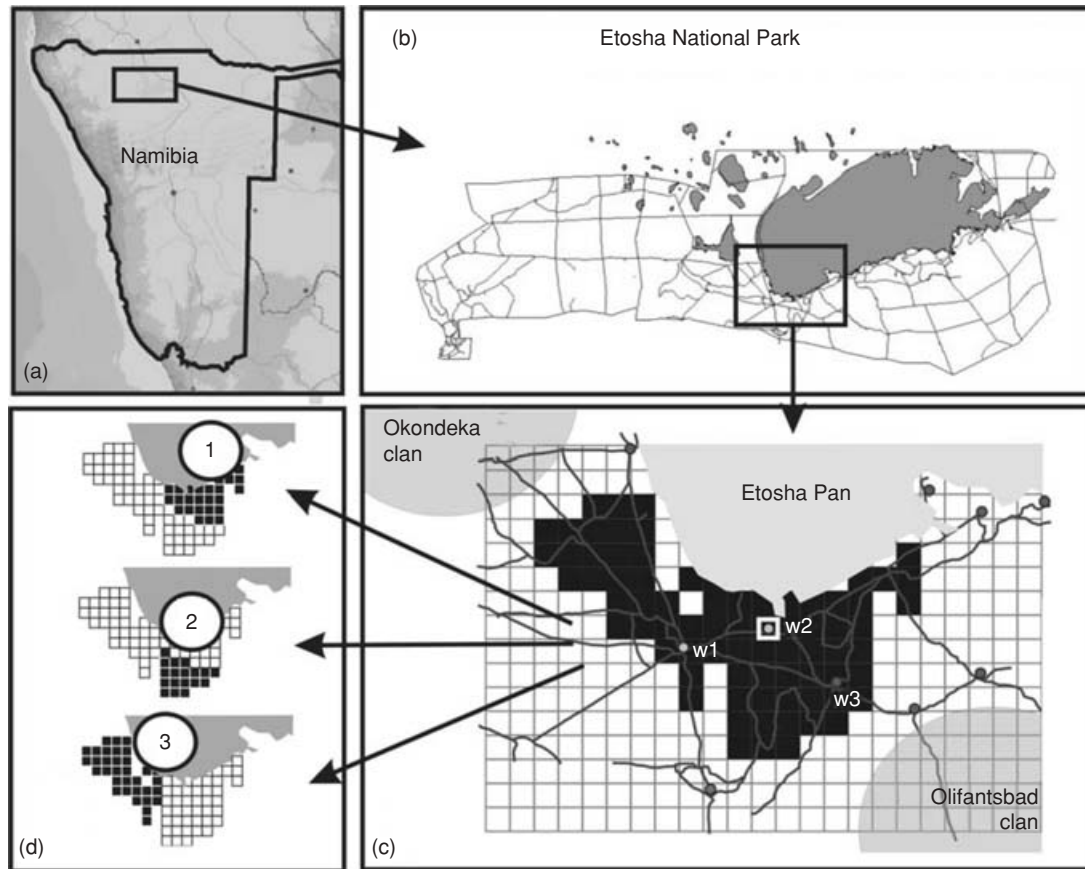 (a)
Namibia
(b)
Etosha National Park
(c)
Okondeka
clan
Etosha Pan
w1
w2
w3
Olifantsbad
clan
(d)
1
2
3